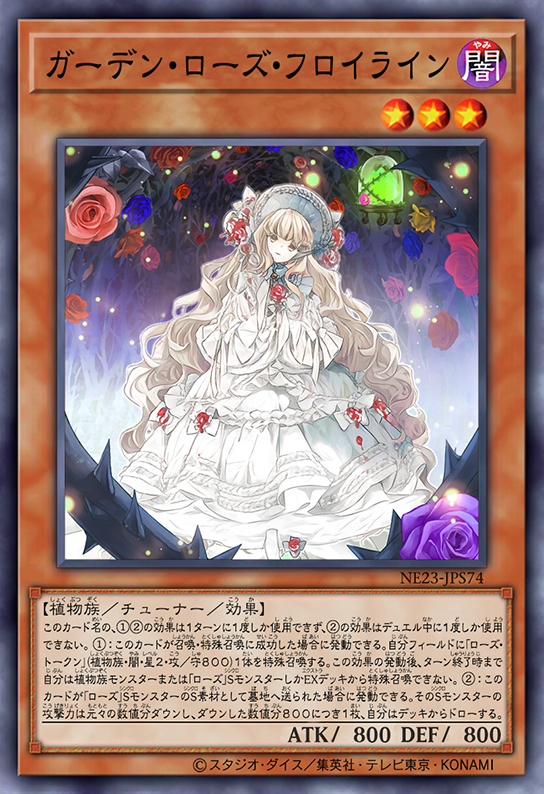 ガーデン・ローズ・フロイライン
闇
やみ
NE23-JPS74
【植物族／チューナー／効果】
このカード名の、①②の効果は1ターンに1度しか使用できず、②の効果はデュエル中に1度しか使用
できない。①：このカードが召喚・特殊召喚に成功した場合に発動できる。自分フィールドに「ローズ・
トークン」（植物族・闇・星2・攻／守800）1体を特殊召喚する。この効果の発動後、ターン終了時まで
自分は植物族モンスターまたは「ローズ」SモンスターしかEXデッキから特殊召喚できない。②：この
カードが「ローズ」SモンスターのS素材として墓地へ送られた場合に発動できる。そのSモンスターの
攻撃力は元々の数値分ダウンし、ダウンした数値分800につき1枚、自分はデッキからドローする。
ATK/ 800 DEF/ 800
©スタジオ・ダイス／集英社・テレビ東京・KONAMI